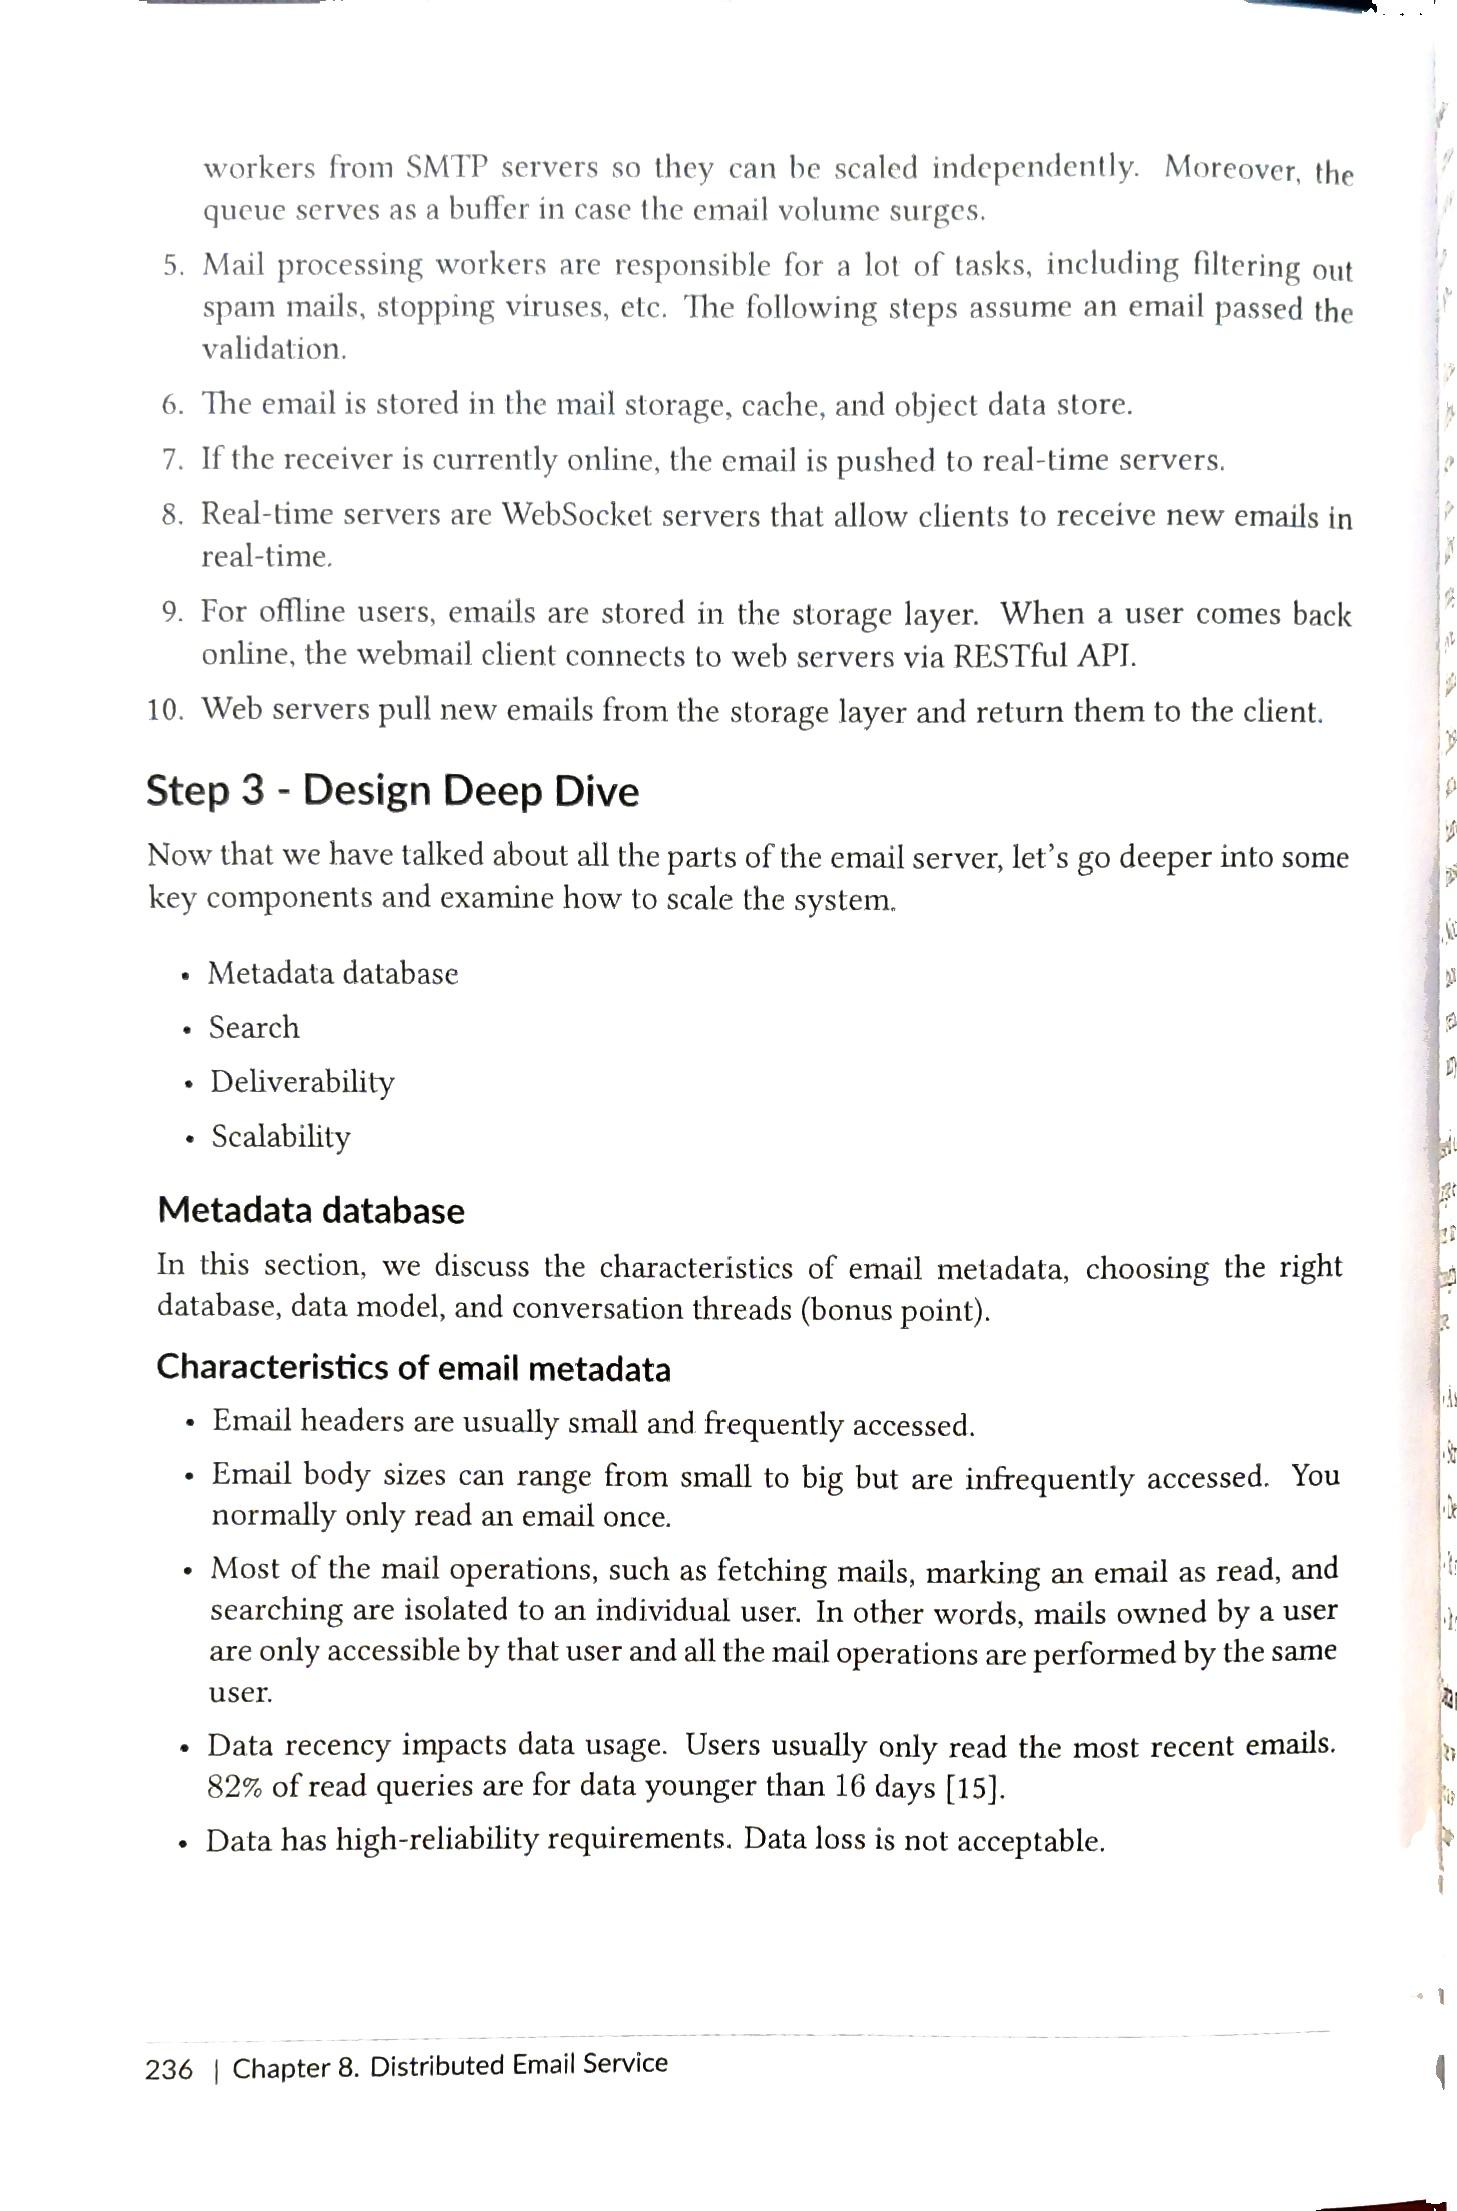 workers from SMTP servers so they can be scaled independently. Moreover, the
queue serves as a buffer in case the email volume surges.
5. Mail processing workers are responsible for a lot of tasks, including filtering out
spam mails, stopping viruses, etc. The following steps assume an email passed the
validation.
6. The email is stored in the mail storage, cache, and object data store.
7. If the receiver is currently online, the email is pushed to real-time servers.
8. Real-time servers are WebSocket servers that allow clients to receive new emails in
real-time.
9. For offline users, emails are stored in the storage layer. When a user comes back
online, the webmail client connects to web servers via RESTful API.
10. Web servers pull new emails from the storage layer and return them to the client.
Step 3 - Design Deep Dive
Now that we have talked about all the parts of the email server, let's go deeper into some
key components and examine how to scale the system.
• Metadata database
• Search
• Deliverability
• Scalability
Metadata database
In this section, we discuss the characteristics of email metadata, choosing the right
database, data model, and conversation threads (bonus point).
Characteristics of email metadata
• Email headers are usually small and frequently accessed.
• Email body sizes can range from small to big but are infrequently accessed. You
normally only read an email once.
• Most of the mail operations, such as fetching mails, marking an email as read, and
searching are isolated to an individual user. In other words, mails owned by a user
are only accessible by that user and all the mail operations are performed by the same
user.
• Data recency impacts data usage. Users usually only read the most recent emails.
82% of read queries are for data younger than 16 days [15].
• Data has high-reliability requirements. Data loss is not acceptable.
236 | Chapter 8. Distributed Email Service